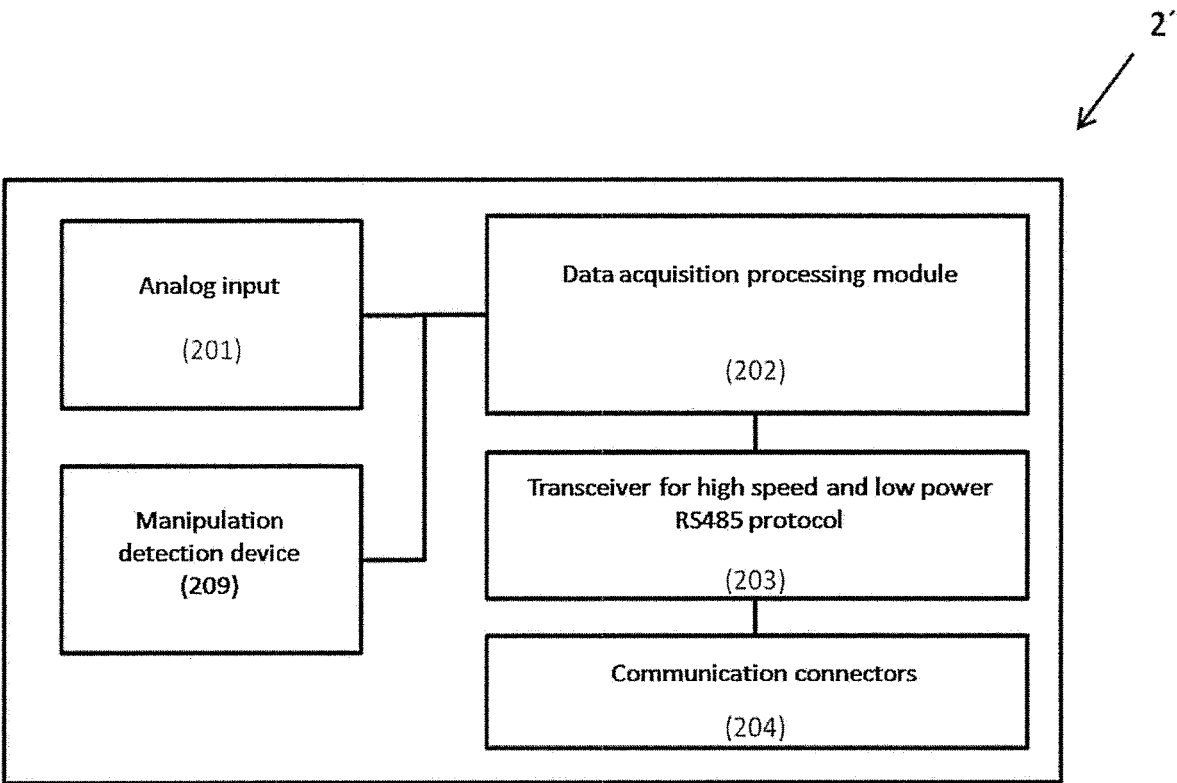 2´
Analog input
(201)
Data acquisition processing module
(202)
Manipulation
detection device
(209)
Transceiver for high speed and low power
RS485 protocol
(203)
Communication connectors
(204)